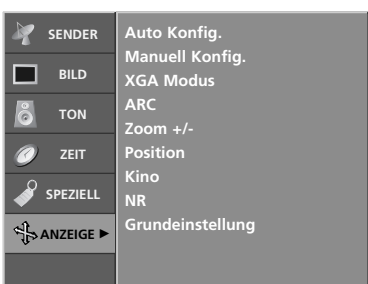 SENDER
BILD
TON
ZEIT
SPEZIELL
ANZEIGE ►
Auto Konfig.
Manuell Konfig.
XGA Modus
ARC
Zoom +/-
Position
Kino
NR
Grundeinstellung